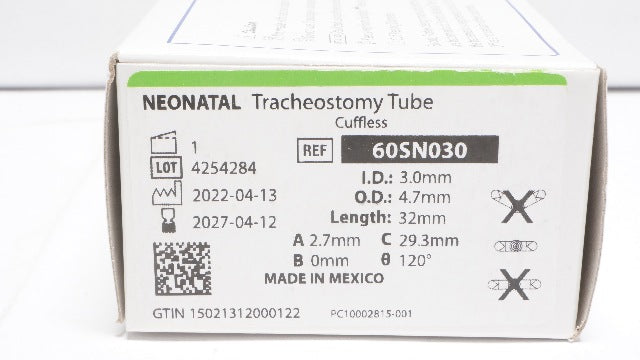 NEONATAL Tracheostomy Tube
Cuffless
1
REF 60SN030
LOT 4254284
I.D.: 3.0mm
2022-04-13
O.D.: 4.7mm
Length: 32mm
2027-04-12
A 2.7mm C 29.3mm
B 0mm θ 120°
MADE IN MEXICO
GTIN 15021312000122 PC10002815-001